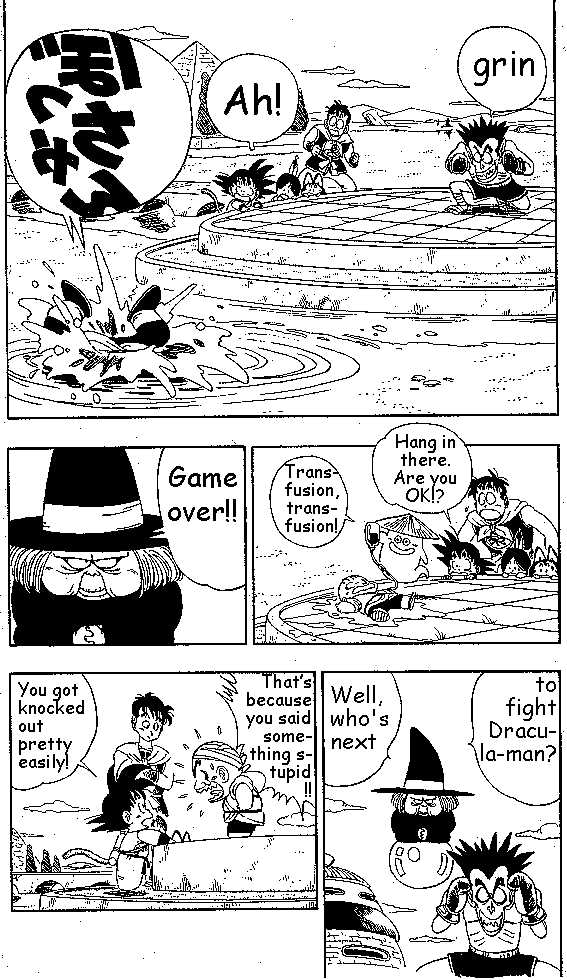 Ah!
grin
Game
over!!
Trans-
fusion,
trans-
fusion!
Hang in
there.
Are you
OK!?
You got
knocked
out
pretty
easily!
That's
because
you said
some-
thing s-
tupid
!!
Well,
who's
next
to
fight
Dracu-
la-man?